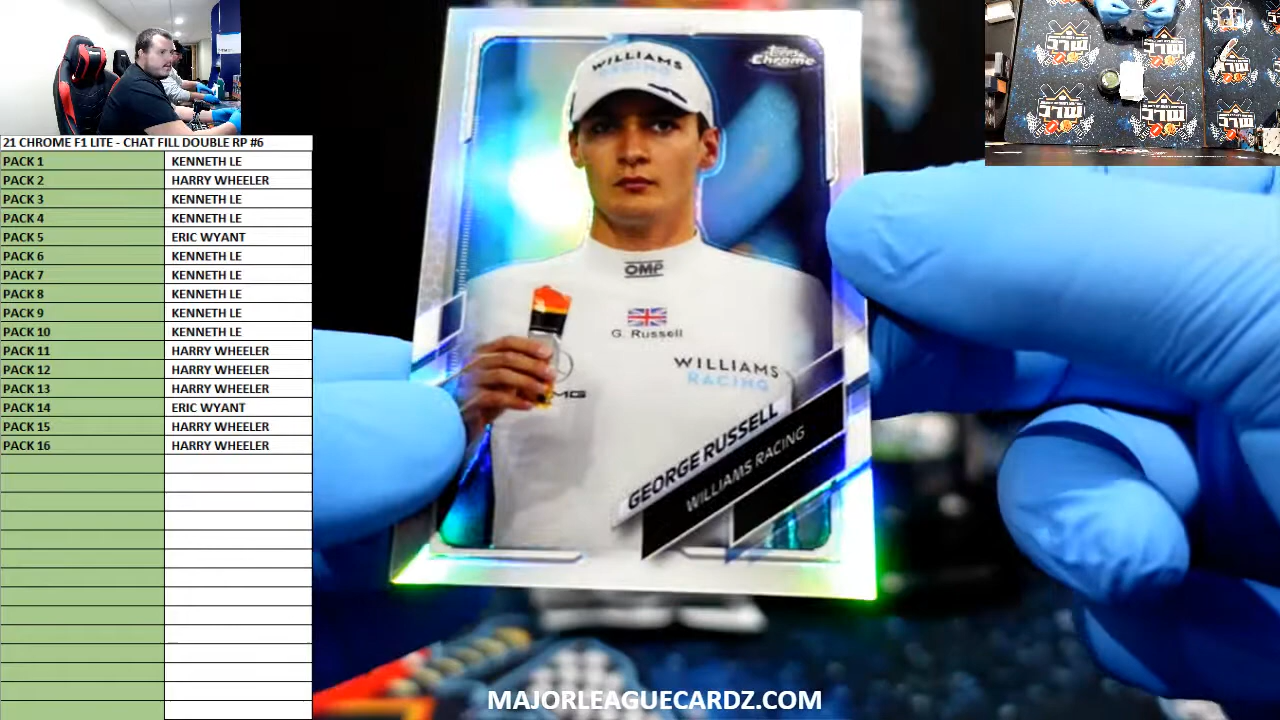 21 CHROME F1 LITE - CHAT FILL DOUBLE RP #6
PACK 1 KENNETH LE
PACK 2 HARRY WHEELER
PACK 3 KENNETH LE
PACK 4 KENNETH LE
PACK 5 ERIC WYANT
PACK 6 KENNETH LE
PACK 7 KENNETH LE
PACK 8 KENNETH LE
PACK 9 KENNETH LE
PACK 10 KENNETH LE
PACK 11 HARRY WHEELER
PACK 12 HARRY WHEELER
PACK 13 HARRY WHEELER
PACK 14 ERIC WYANT
PACK 15 HARRY WHEELER
PACK 16 HARRY WHEELER
WILLIAMS
RACING
Topps
Chrome
OMP
G. Russell
WILLIAMS
RACING
AMG
GEORGE RUSSELL
WILLIAMS RACING
MAJORLEAGUECARDZ.COM